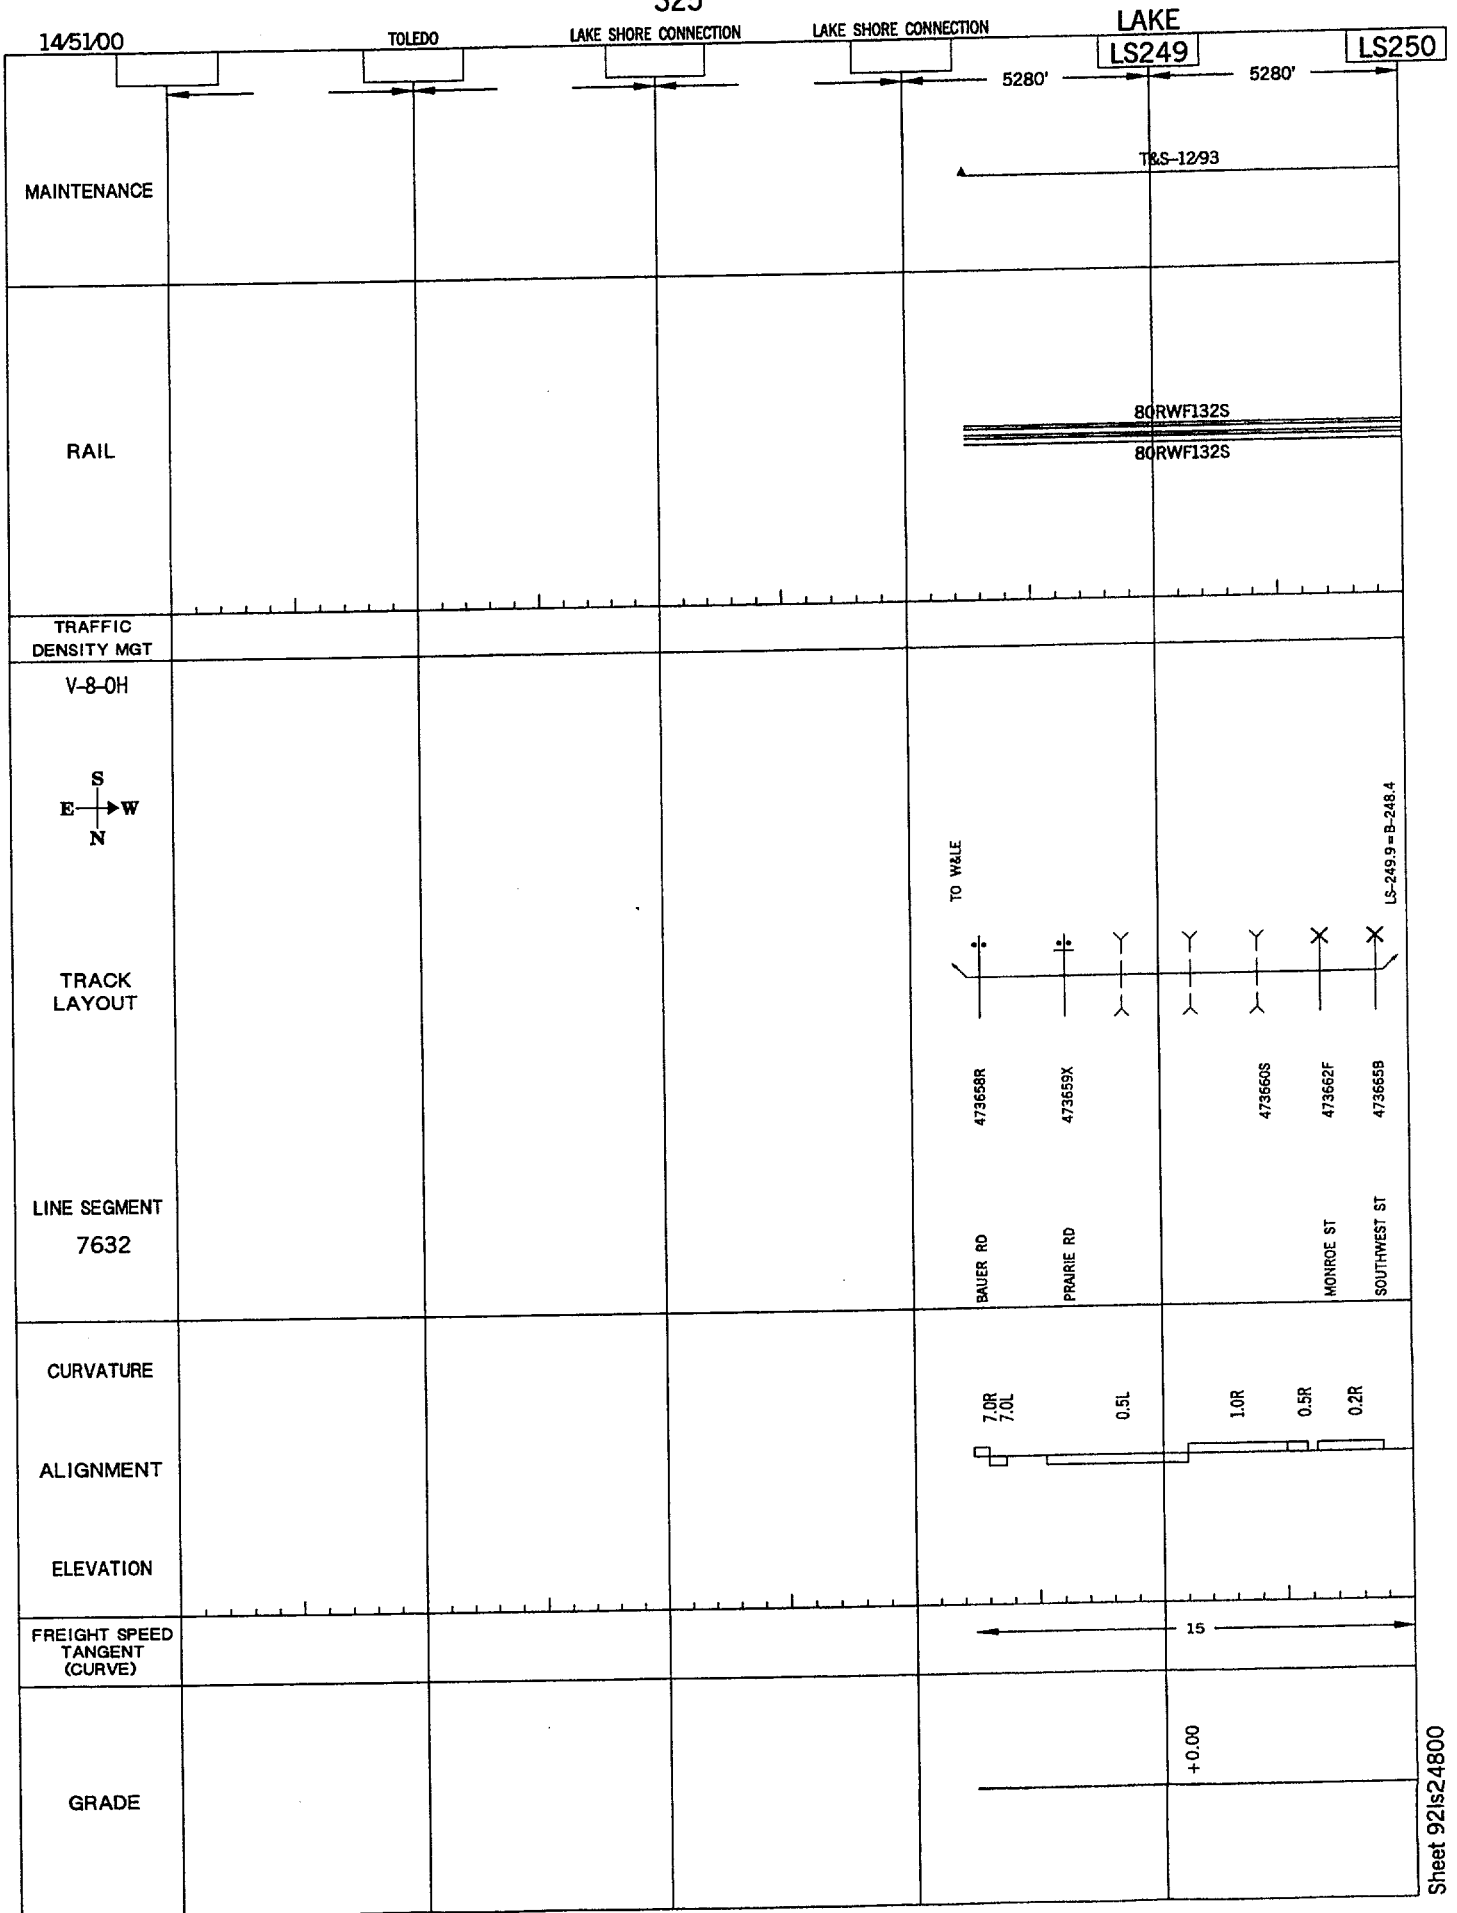 325
14/51/00
TOLEDO
LAKE SHORE CONNECTION
LAKE SHORE CONNECTION
LAKE
LS249
LS250
5280'
5280'
MAINTENANCE
T&S-12/93
RAIL
80RWF132S
80RWF132S
TRAFFIC
DENSITY MGT
V-8-OH
S
E W
N
TO W&LE
LS-249.9=B-248.4
TRACK
LAYOUT
473658R
473659X
473660S
473662F
473665B
LINE SEGMENT
7632
BAUER RD
PRAIRIE RD
MONROE ST
SOUTHWEST ST
CURVATURE
7.0R
7.0L
0.5L
1.0R
0.5R
0.2R
ALIGNMENT
ELEVATION
FREIGHT SPEED
TANGENT
(CURVE)
15
GRADE
+0.00
Sheet 92ls24800